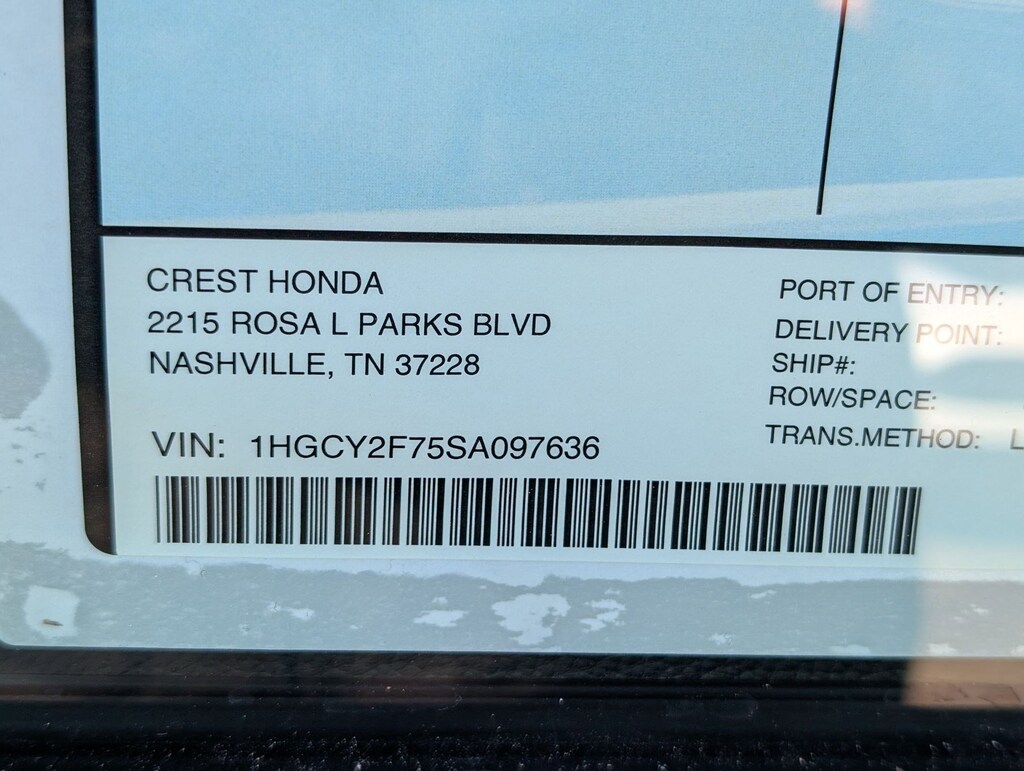 CREST HONDA
2215 ROSA L PARKS BLVD
NASHVILLE, TN 37228
VIN: 1HGCY2F75SA097636
PORT OF ENTRY:
DELIVERY POINT:
SHIP#:
ROW/SPACE:
TRANS.METHOD: L